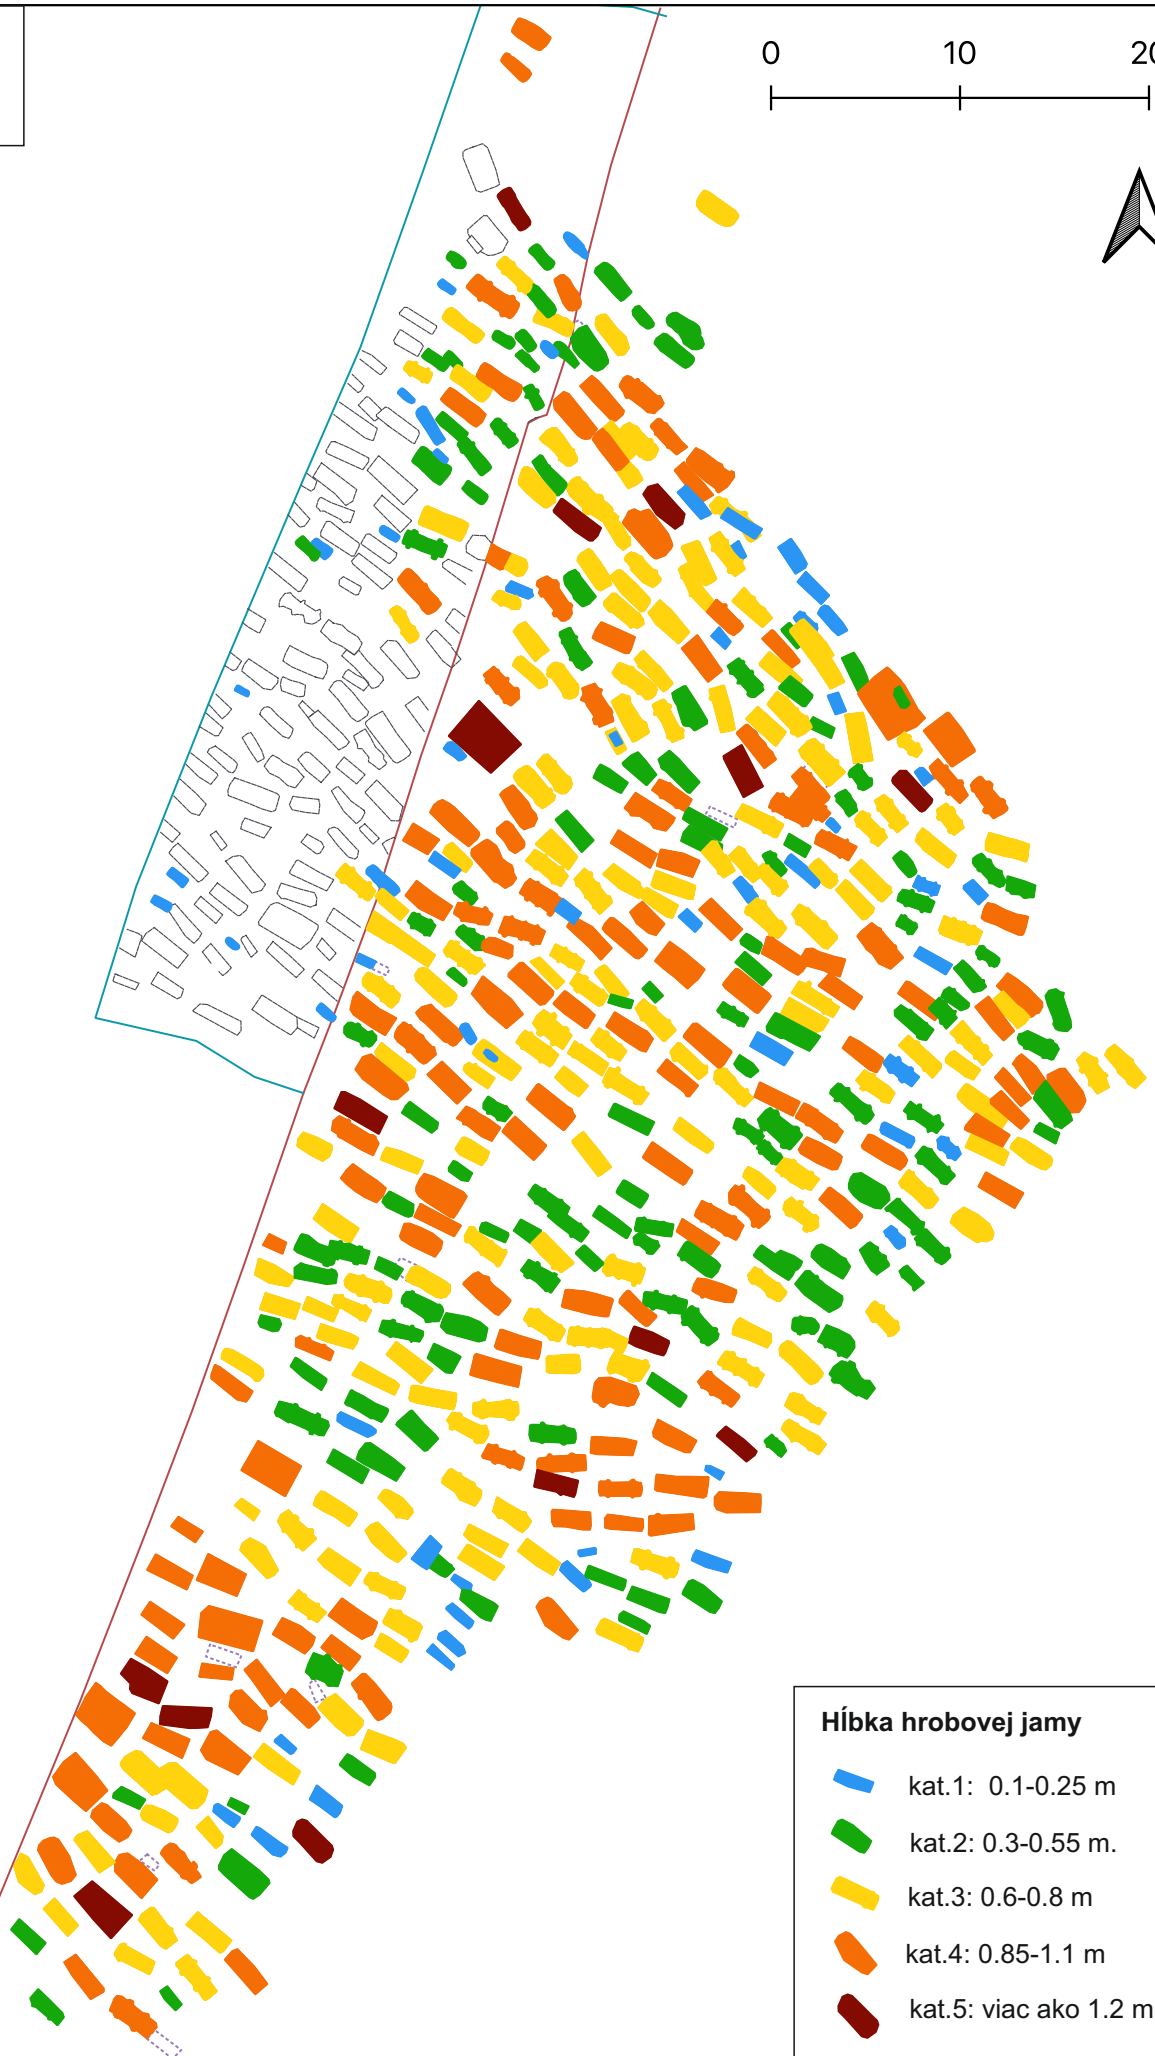 0 10 20
Hĺbka hrobovej jamy
kat.1: 0.1-0.25 m
kat.2: 0.3-0.55 m.
kat.3: 0.6-0.8 m
kat.4: 0.85-1.1 m
kat.5: viac ako 1.2 m